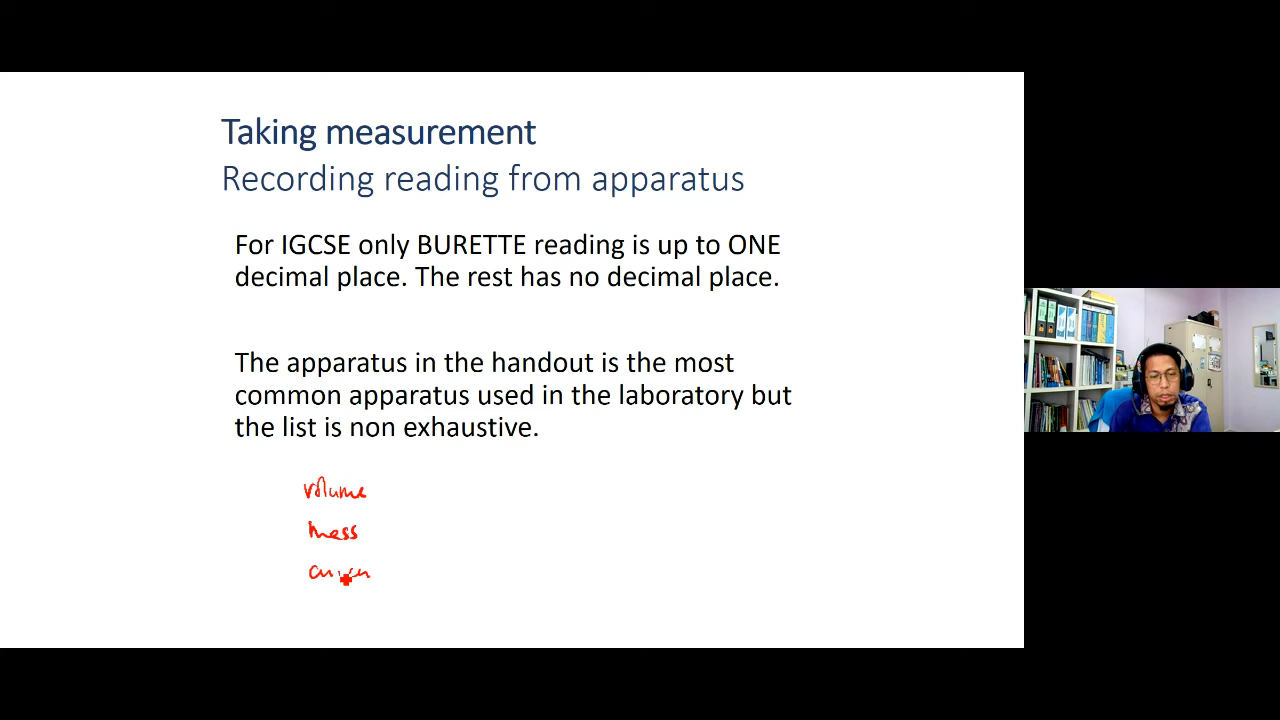 Taking measurement
Recording reading from apparatus
For IGCSE only BURETTE reading is up to ONE
decimal place. The rest has no decimal place.
The apparatus in the handout is the most
common apparatus used in the laboratory but
the list is non exhaustive.
volume
mass